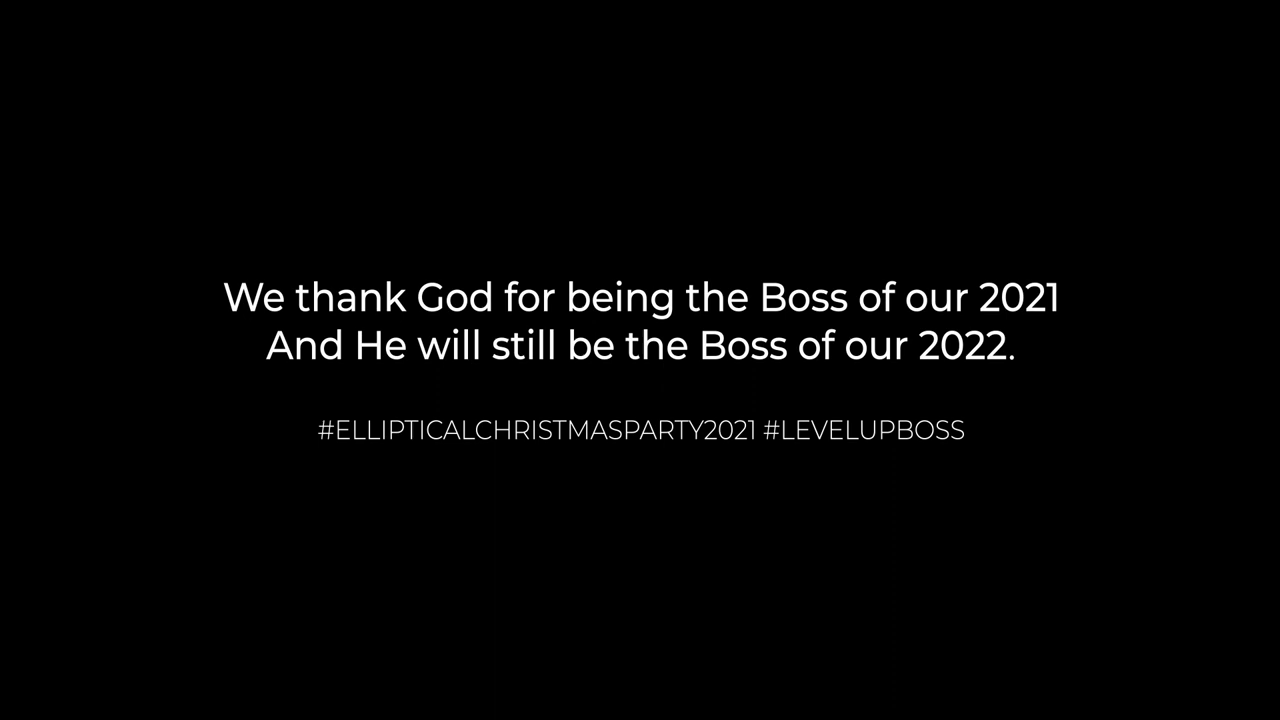 We thank God for being the Boss of our 2021
And He will still be the Boss of our 2022.
#ELLIPTICALCHRISTMASPARTY2021 #LEVELUPBOSS